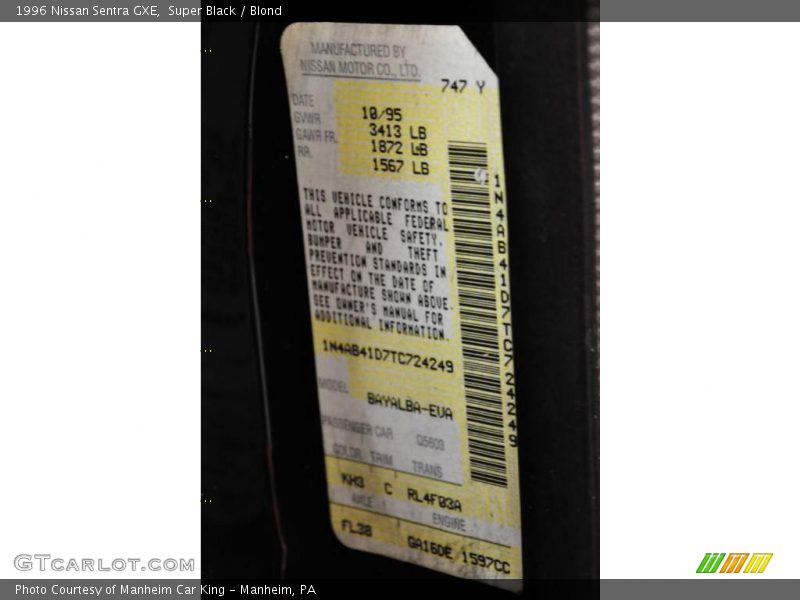 1996 Nissan Sentra GXE, Super Black / Blond
MANUFACTURED BY
NISSAN MOTOR CO., LTD.
747 Y
DATE 10/95
GVWR 3413 LB
GAWR FR. 1872 LB
RR. 1567 LB
THIS VEHICLE CONFORMS TO
ALL APPLICABLE FEDERAL
MOTOR VEHICLE SAFETY,
BUMPER AND THEFT
PREVENTION STANDARDS IN
EFFECT ON THE DATE OF
MANUFACTURE SHOWN ABOVE.
SEE OWNER'S MANUAL FOR
ADDITIONAL INFORMATION.
1N4AB41D7TC724249
1N4AB41D7TC724249
MODEL
BAYALBA-EVA
PASSENGER CAR Q5603
COLOR TRIM TRANS
KH3 C RL4F03A
AXLE ENGINE
FL38 GA16DE 1597CC
GTCARLOT.COM
Photo Courtesy of Manheim Car King - Manheim, PA